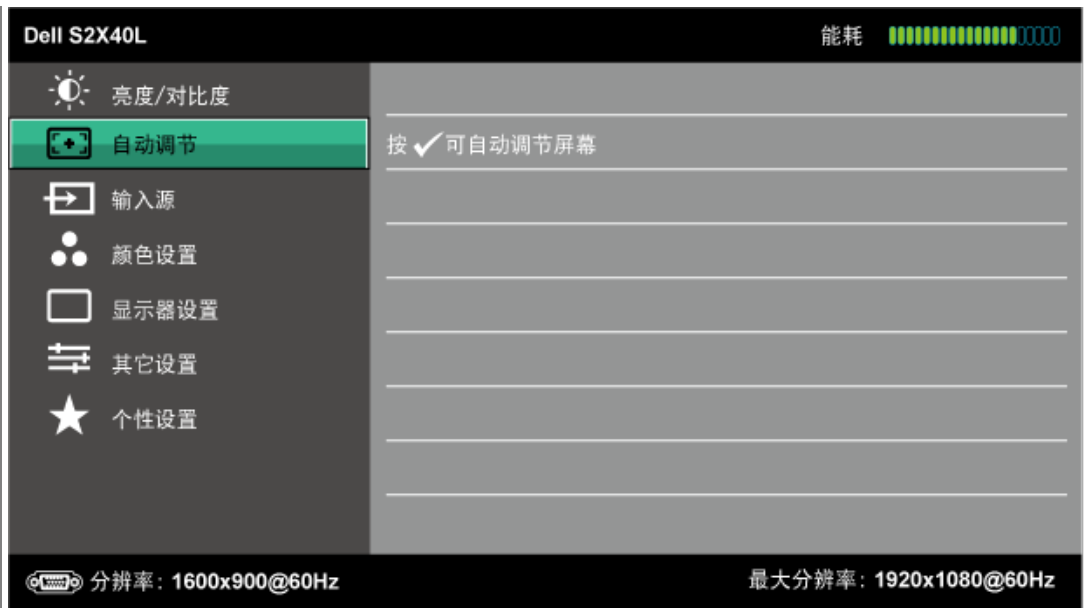 Dell S2X40L 能耗
亮度/对比度
自动调节 按✓可自动调节屏幕
输入源
颜色设置
显示器设置
其它设置
个性设置
分辨率: 1600x900@60Hz 最大分辨率: 1920x1080@60Hz